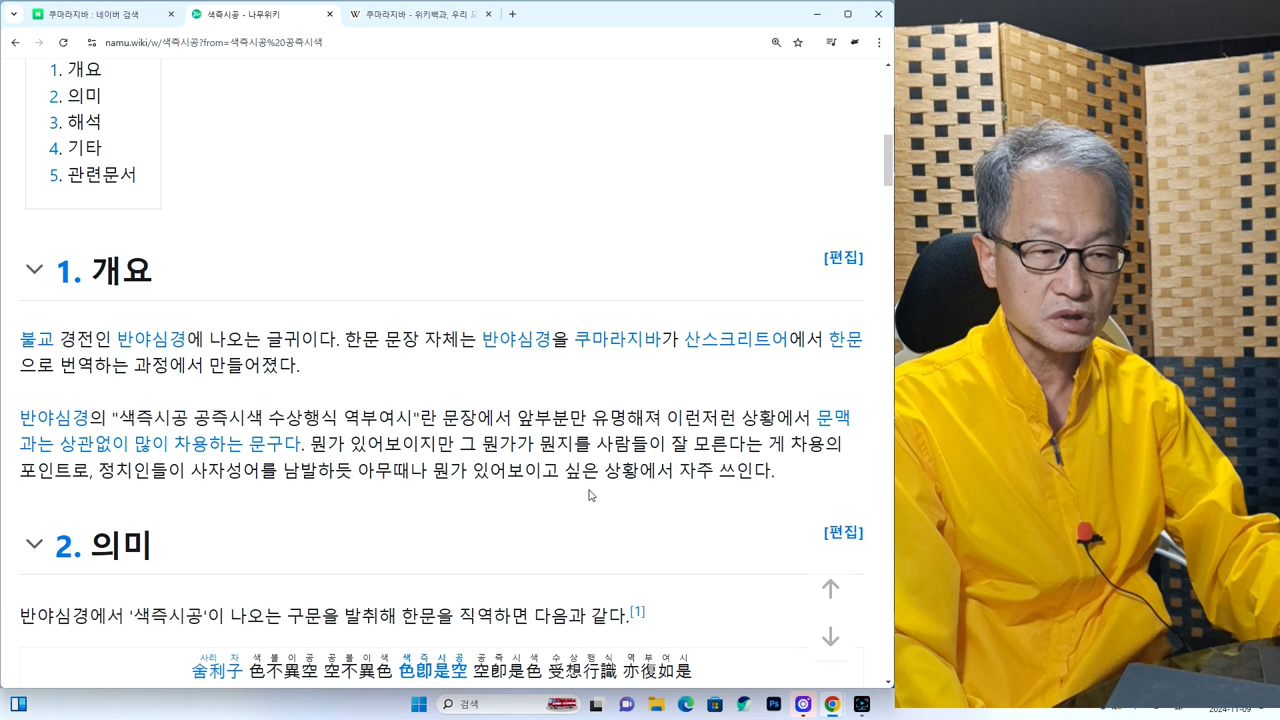 쿠마라지바 : 네이버 검색
색즉시공 - 나무위키
쿠마라지바 - 위키백과, 우리 모
namu.wiki/w/색즉시공?from=색즉시공%20공즉시색
1. 개요
2. 의미
3. 해석
4. 기타
5. 관련문서
1. 개요
[편집]
불교 경전인 반야심경에 나오는 글귀이다. 한문 문장 자체는 반야심경을 쿠마라지바가 산스크리트어에서 한문
으로 번역하는 과정에서 만들어졌다.
반야심경의 "색즉시공 공즉시색 수상행식 역부여시"란 문장에서 앞부분만 유명해져 이런저런 상황에서 문맥
과는 상관없이 많이 차용하는 문구다. 뭔가 있어보이지만 그 뭔가가 뭔지를 사람들이 잘 모른다는 게 차용의
포인트로, 정치인들이 사자성어를 남발하듯 아무때나 뭔가 있어보이고 싶은 상황에서 자주 쓰인다.
2. 의미
[편집]
반야심경에서 '색즉시공'이 나오는 구문을 발취해 한문을 직역하면 다음과 같다.[1]
사리 자 색 불 이 공 공 불 이 색 색 즉 시 공 공 즉 시 색 수 상 행 식 역 부 여 시
舍利子 色不異空 空不異色 色卽是空 空卽是色 受想行識 亦復如是
검색
2024-11-09